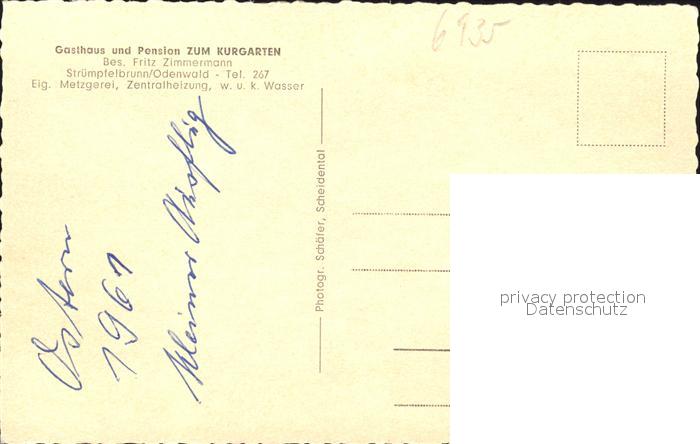 6935
Gasthaus und Pension ZUM KURGARTEN
Bes. Fritz Zimmermann
Strümpfelbrunn/Odenwald - Tel. 267
Eig. Metzgerei, Zentralheizung, w. u. k. Wasser
Ostern
1961
kleiner Ausflug
Photogr. Schäfer, Scheidental
privacy protection
Datenschutz